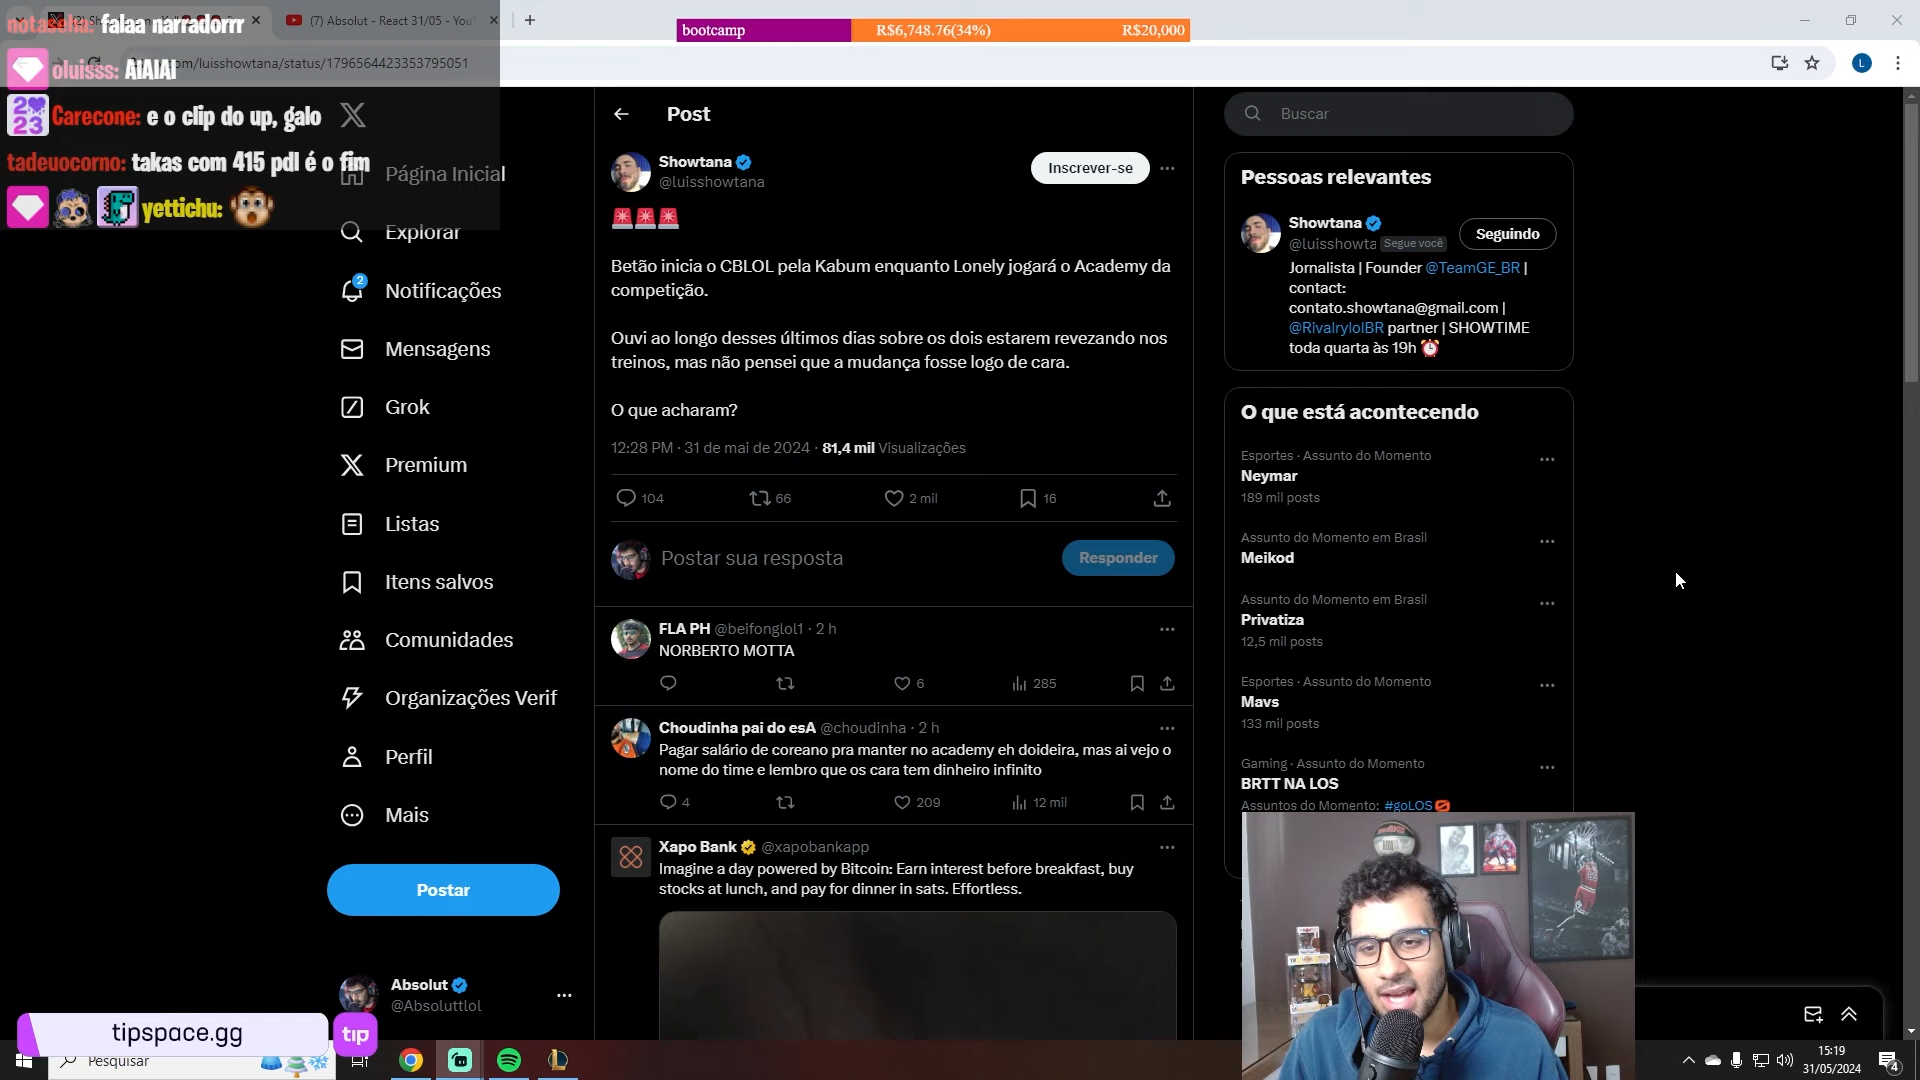 notasolta: falaa narradorrr
(7) Absolut - React 31/05 - You
.com/luisshowtana/status/1796564423353795051
oluisss: AIAIAI
2023 Carecone: e o clip do up, galo
tadeuocorno: takas com 415 pdl é o fim
yettichu:
bootcamp R$6,748.76(34%) R$20,000
L
Página Inicial
Explorar
2
Notificações
Mensagens
Grok
Premium
Listas
Itens salvos
Comunidades
Organizações Verif
Perfil
Mais
Postar
Absolut
@Absoluttlol
tipspace.gg tip
Post
Showtana
@luisshowtana
Inscrever-se
Betão inicia o CBLOL pela Kabum enquanto Lonely jogará o Academy da
competição.
Ouvi ao longo desses últimos dias sobre os dois estarem revezando nos
treinos, mas não pensei que a mudança fosse logo de cara.
O que acharam?
12:28 PM · 31 de mai de 2024 · 81,4 mil Visualizações
104 66 2 mil 16
Postar sua resposta
Responder
FLA PH @beifonglol1 · 2 h
NORBERTO MOTTA
6 285
Choudinha pai do esA @choudinha · 2 h
Pagar salário de coreano pra manter no academy eh doideira, mas ai vejo o
nome do time e lembro que os cara tem dinheiro infinito
4 209 12 mil
Xapo Bank @xapobankapp
Imagine a day powered by Bitcoin: Earn interest before breakfast, buy
stocks at lunch, and pay for dinner in sats. Effortless.
Buscar
Pessoas relevantes
Showtana
@luisshowta Segue você
Seguindo
Jornalista | Founder @TeamGE_BR |
contact:
contato.showtana@gmail.com |
@RivalrylolBR partner | SHOWTIME
toda quarta às 19h
O que está acontecendo
Esportes · Assunto do Momento
Neymar
189 mil posts
Assunto do Momento em Brasil
Meikod
Assunto do Momento em Brasil
Privatiza
12,5 mil posts
Esportes · Assunto do Momento
Mavs
133 mil posts
Gaming · Assunto do Momento
BRTT NA LOS
Assuntos do Momento: #goLOS
Pesquisar
15:19
31/05/2024
4